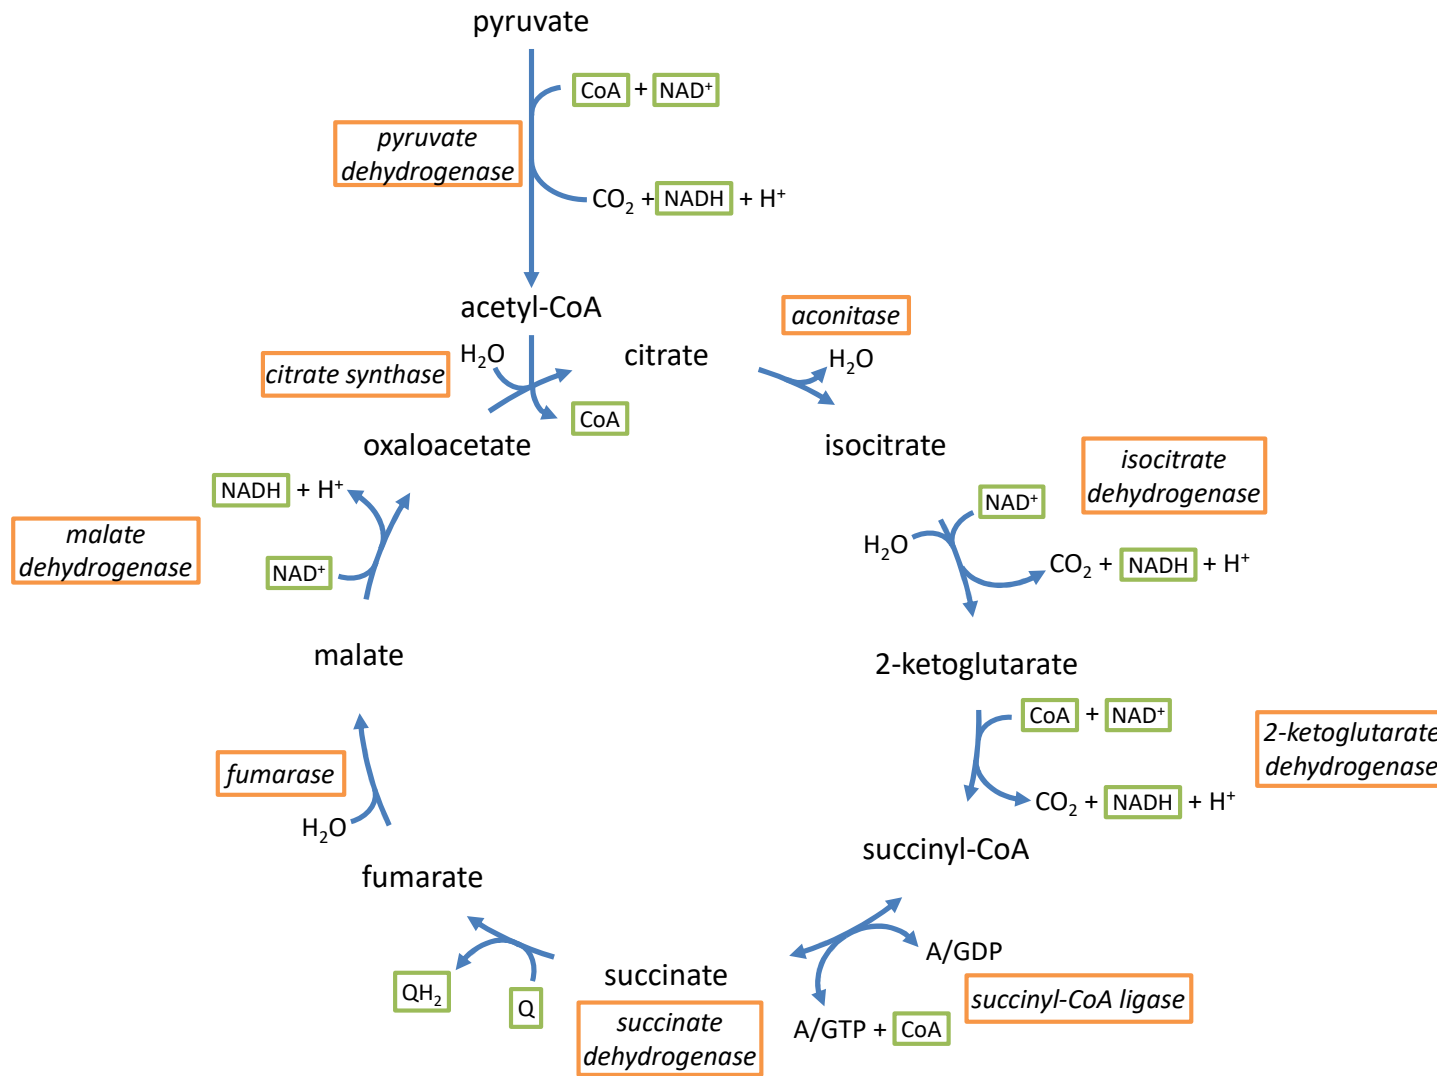 pyruvate
CoA + NAD⁺
pyruvate
dehydrogenase
CO₂ + NADH + H⁺
acetyl-CoA
aconitase
H₂O
citrate
H₂O
citrate synthase
CoA
oxaloacetate
isocitrate
isocitrate
dehydrogenase
NADH + H⁺
NAD⁺
malate
dehydrogenase
H₂O
NAD⁺
CO₂ + NADH + H⁺
malate
2-ketoglutarate
CoA + NAD⁺
2-ketoglutarate
dehydrogenase
fumarase
CO₂ + NADH + H⁺
H₂O
succinyl-CoA
fumarate
A/GDP
succinate
QH₂
Q
succinyl-CoA ligase
succinate
dehydrogenase
A/GTP + CoA